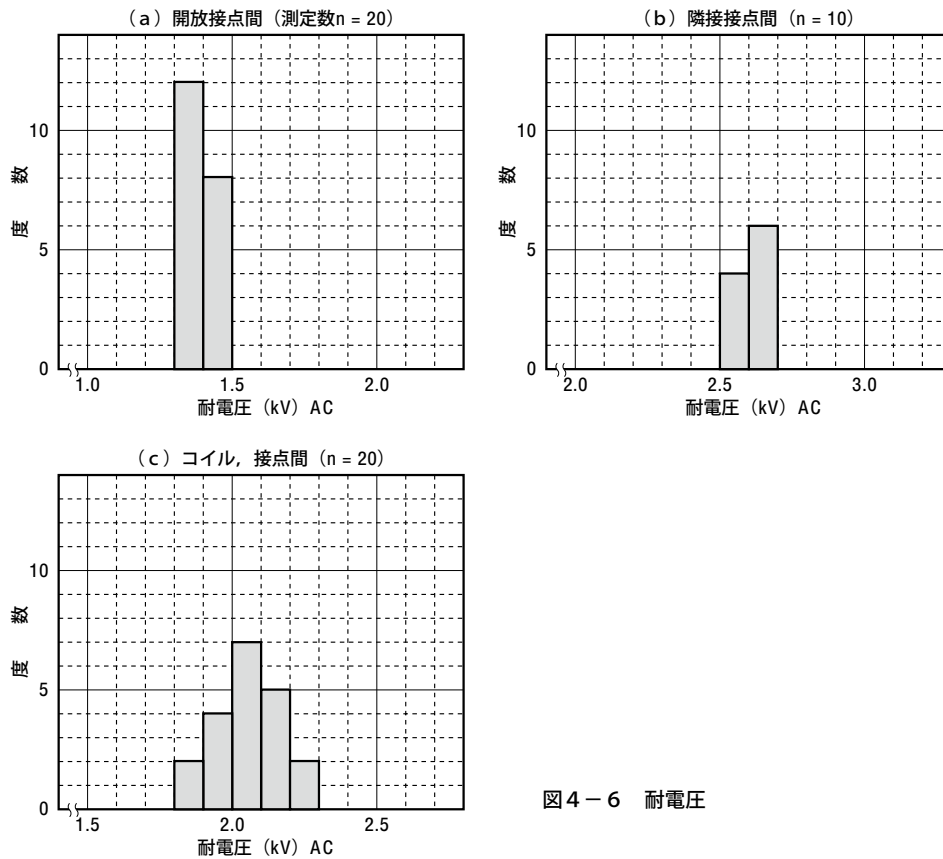 （a）開放接点間（測定数n = 20）
10
5
0
度 数
1.0 1.5 2.0
耐電圧（kV）AC
（b）隣接接点間（n = 10）
10
5
0
度 数
2.0 2.5 3.0
耐電圧（kV）AC
（c）コイル，接点間（n = 20）
10
5
0
度 数
1.5 2.0 2.5
耐電圧（kV）AC
図４－６　耐電圧